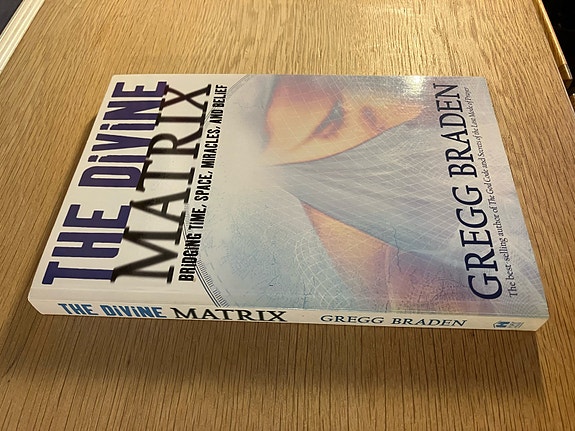 THE DiViNE
MATRIX
BRiDGiNG TiME, SPACE, MiRACLES, AND BELiEF
GREGG BRADEN
The best-selling author of The God Code and Secrets of the Lost Mode of Prayer
THE DiViNE MATRIX GREGG BRADEN